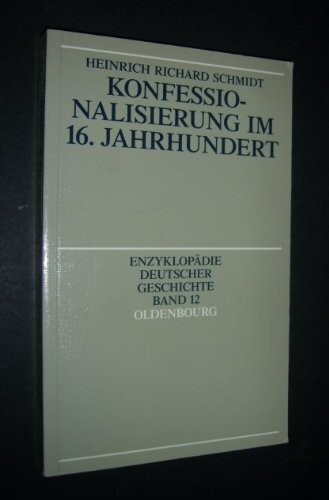 HEINRICH RICHARD SCHMIDT
KONFESSIO-
NALISIERUNG IM
16. JAHRHUNDERT
ENZYKLOPÄDIE
DEUTSCHER
GESCHICHTE
BAND 12
OLDENBOURG